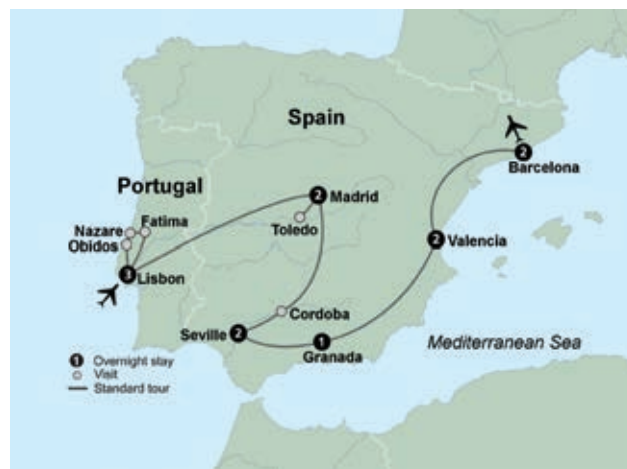 Spain
Portugal
2
Madrid
2
Barcelona
Nazare
Fatima
Toledo
Obidos
2
Valencia
3
Lisbon
Cordoba
Seville
2
1
Granada
Mediterranean Sea
1 Overnight stay
Visit
Standard tour